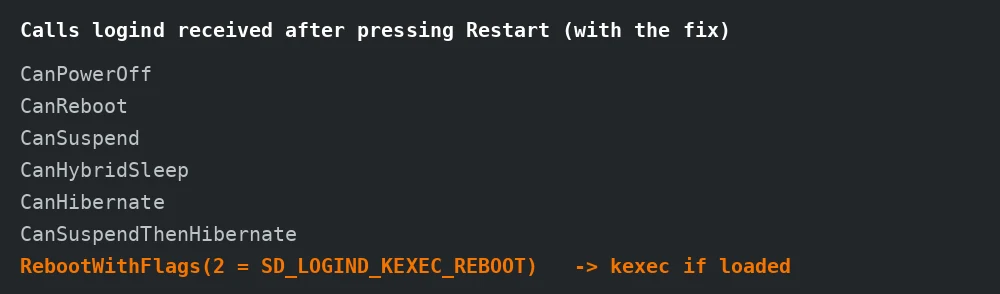 Calls logind received after pressing Restart (with the fix)
CanPowerOff
CanReboot
CanSuspend
CanHybridSleep
CanHibernate
CanSuspendThenHibernate
RebootWithFlags(2 = SD_LOGIND_KEXEC_REBOOT)   -> kexec if loaded